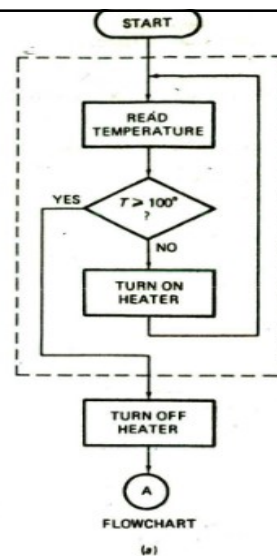 START
READ
TEMPERATURE
T ≥ 100°
?
YES
NO
TURN ON
HEATER
TURN OFF
HEATER
A
FLOWCHART
(a)